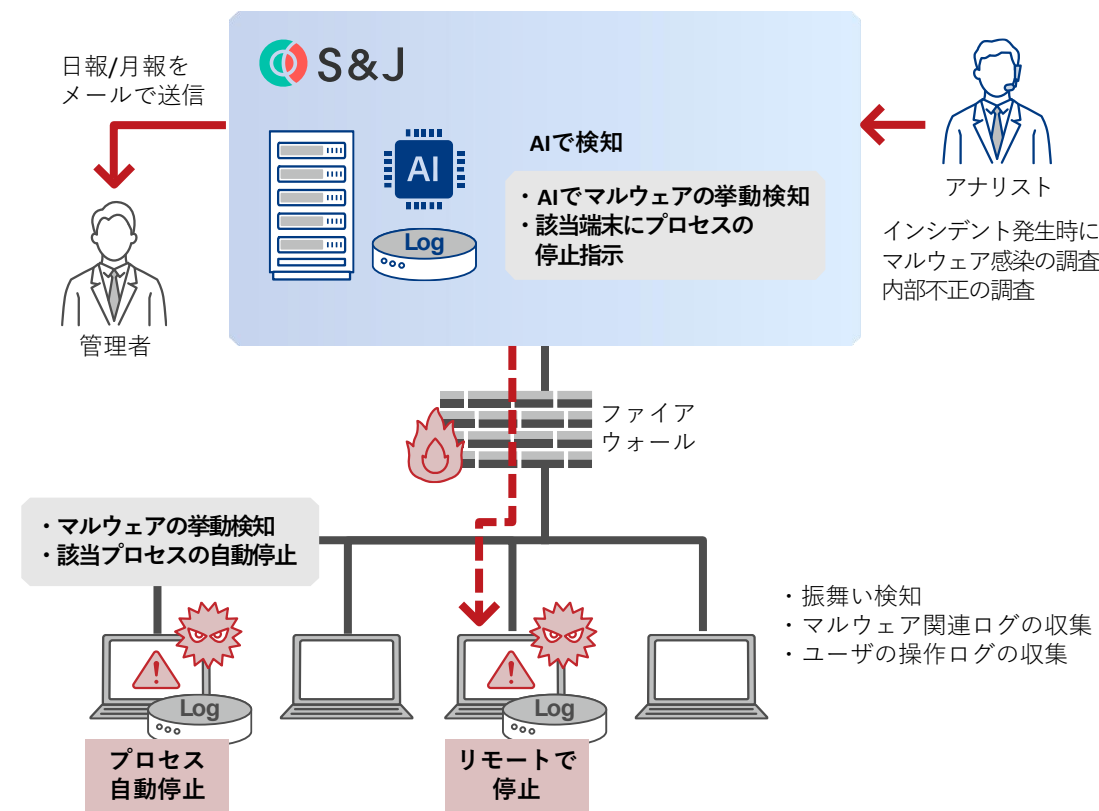 S&J
日報/月報を
メールで送信
管理者
AI
Log
AIで検知
・AIでマルウェアの挙動検知
・該当端末にプロセスの
停止指示
アナリスト
インシデント発生時に
マルウェア感染の調査
内部不正の調査
ファイア
ウォール
・マルウェアの挙動検知
・該当プロセスの自動停止
・振舞い検知
・マルウェア関連ログの収集
・ユーザの操作ログの収集
Log
Log
プロセス
自動停止
リモートで
停止